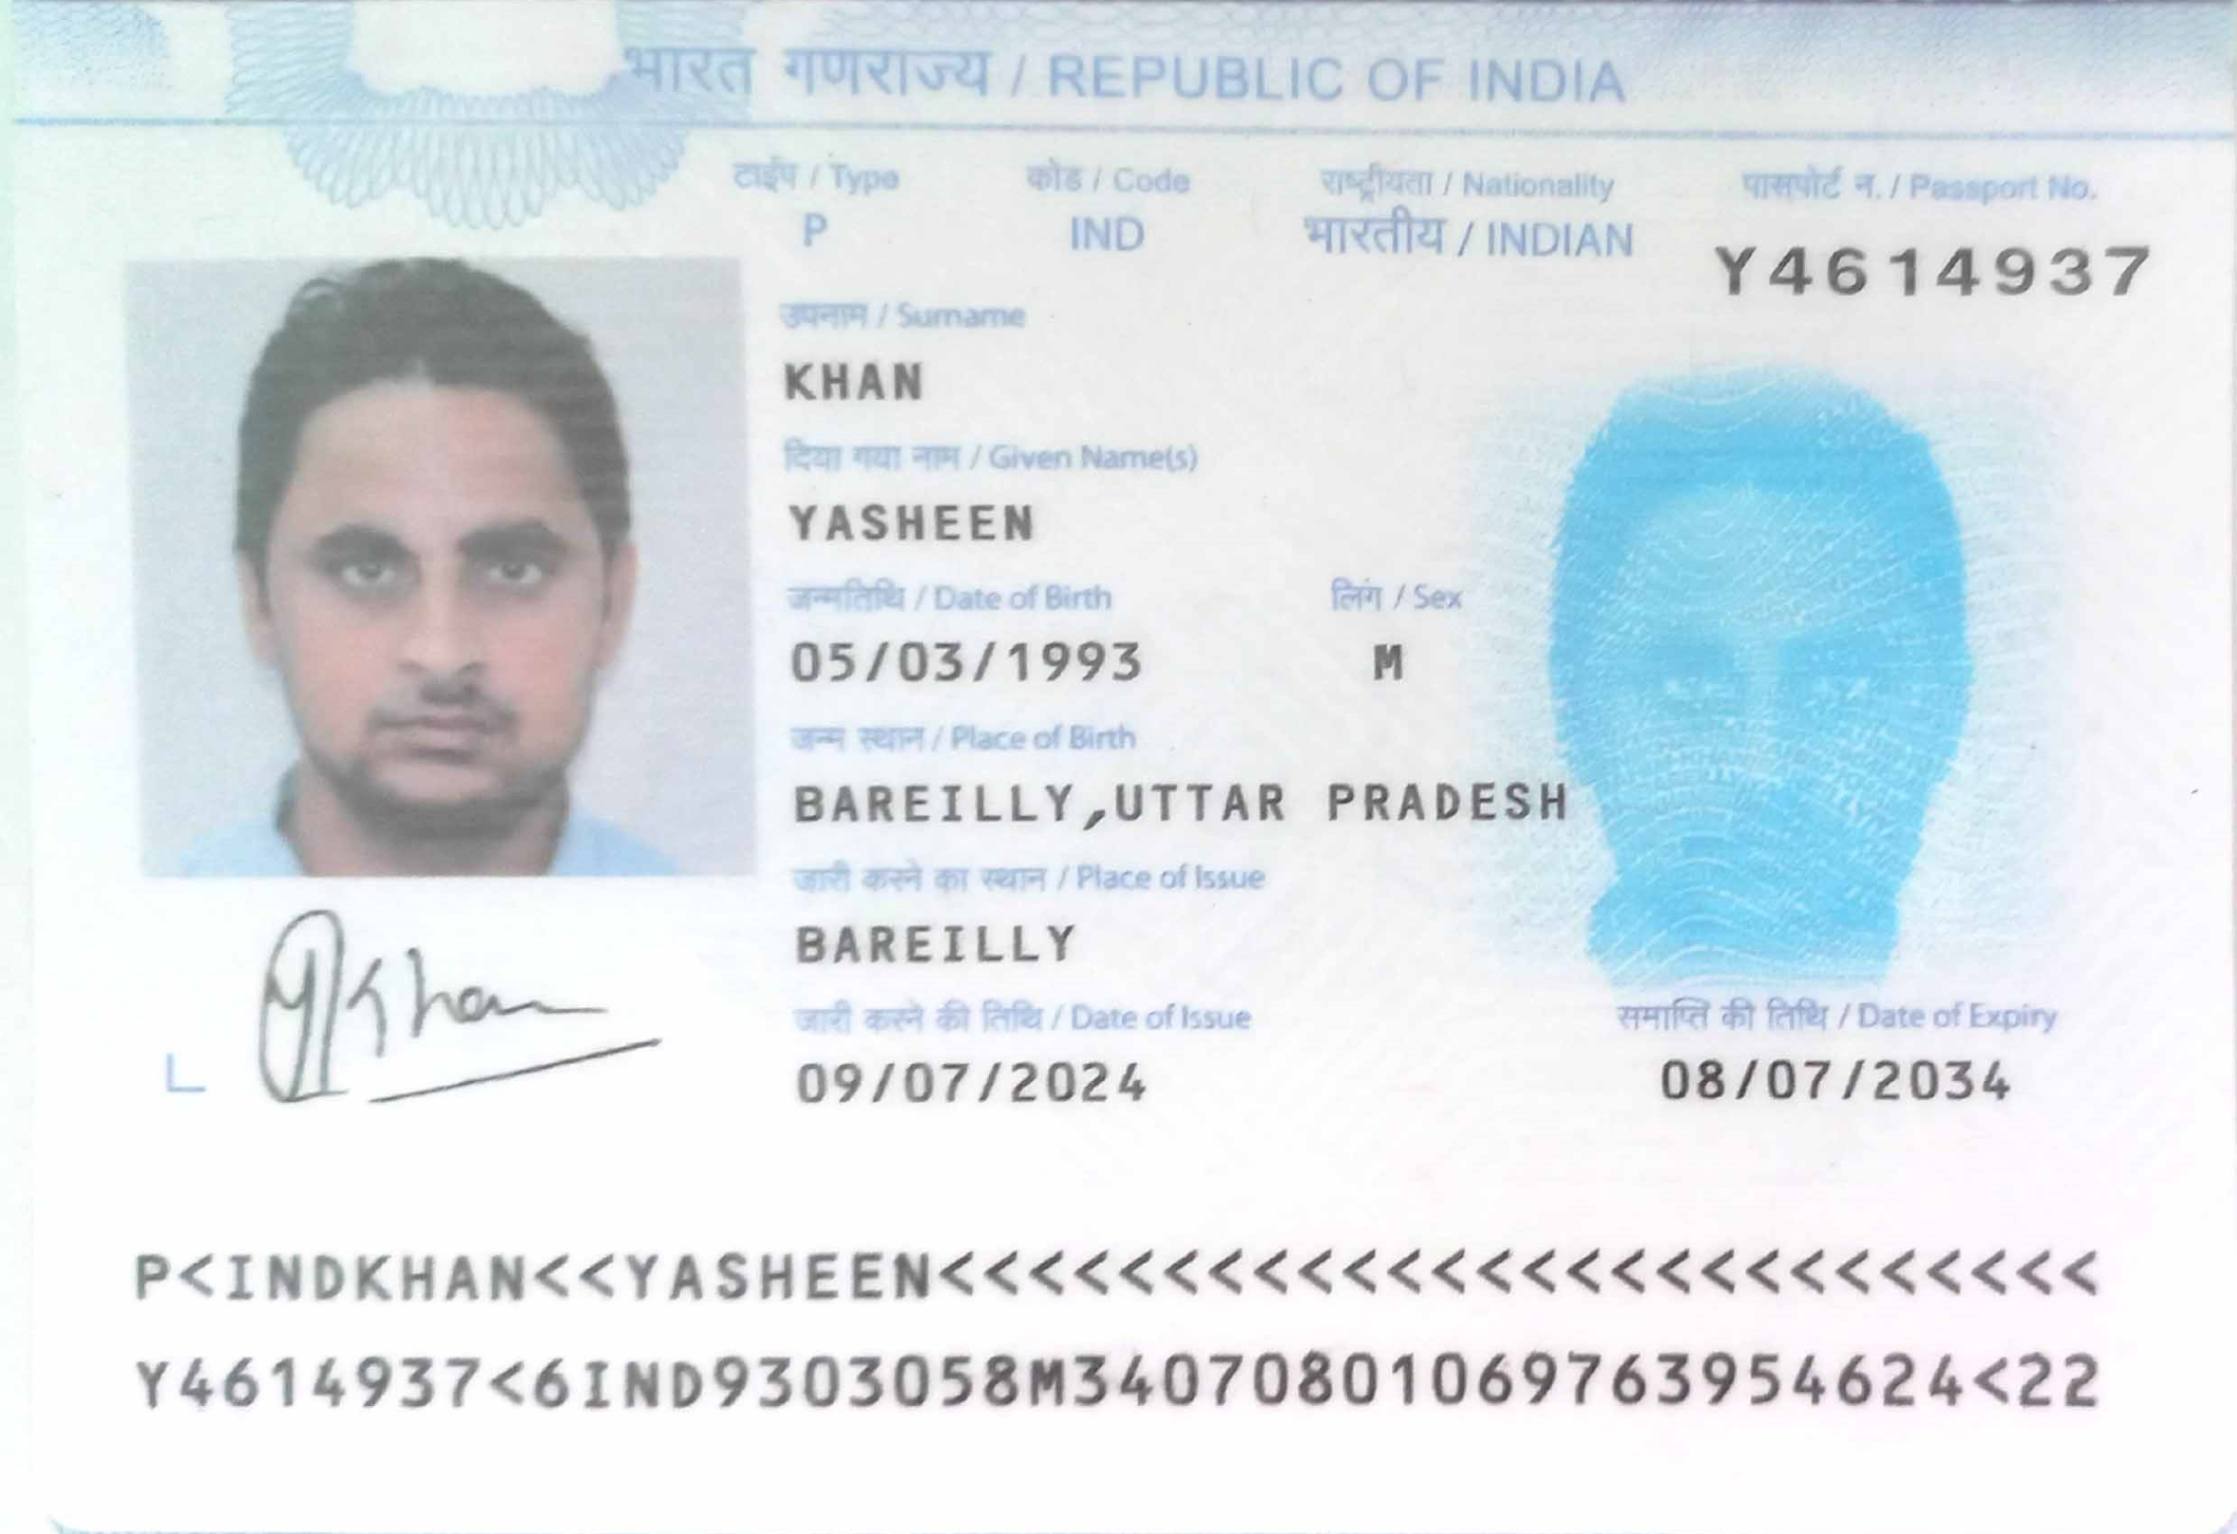 भारत गणराज्य / REPUBLIC OF INDIA
टाईप / Type कोड / Code राष्ट्रीयता / Nationality पासपोर्ट न. / Passport No.
P IND भारतीय / INDIAN Y4614937
उपनाम / Surname
KHAN
दिया गया नाम / Given Name(s)
YASHEEN
जन्मतिथि / Date of Birth लिंग / Sex
05/03/1993 M
जन्म स्थान / Place of Birth
BAREILLY,UTTAR PRADESH
जारी करने का स्थान / Place of Issue
BAREILLY
जारी करने की तिथि / Date of Issue समाप्ति की तिथि / Date of Expiry
09/07/2024 08/07/2034
YKhan
L
P<INDKHAN<<YASHEEN<<<<<<<<<<<<<<<<<<<<<<<<<<
Y4614937<6IND9303058M34070801069763954624<22